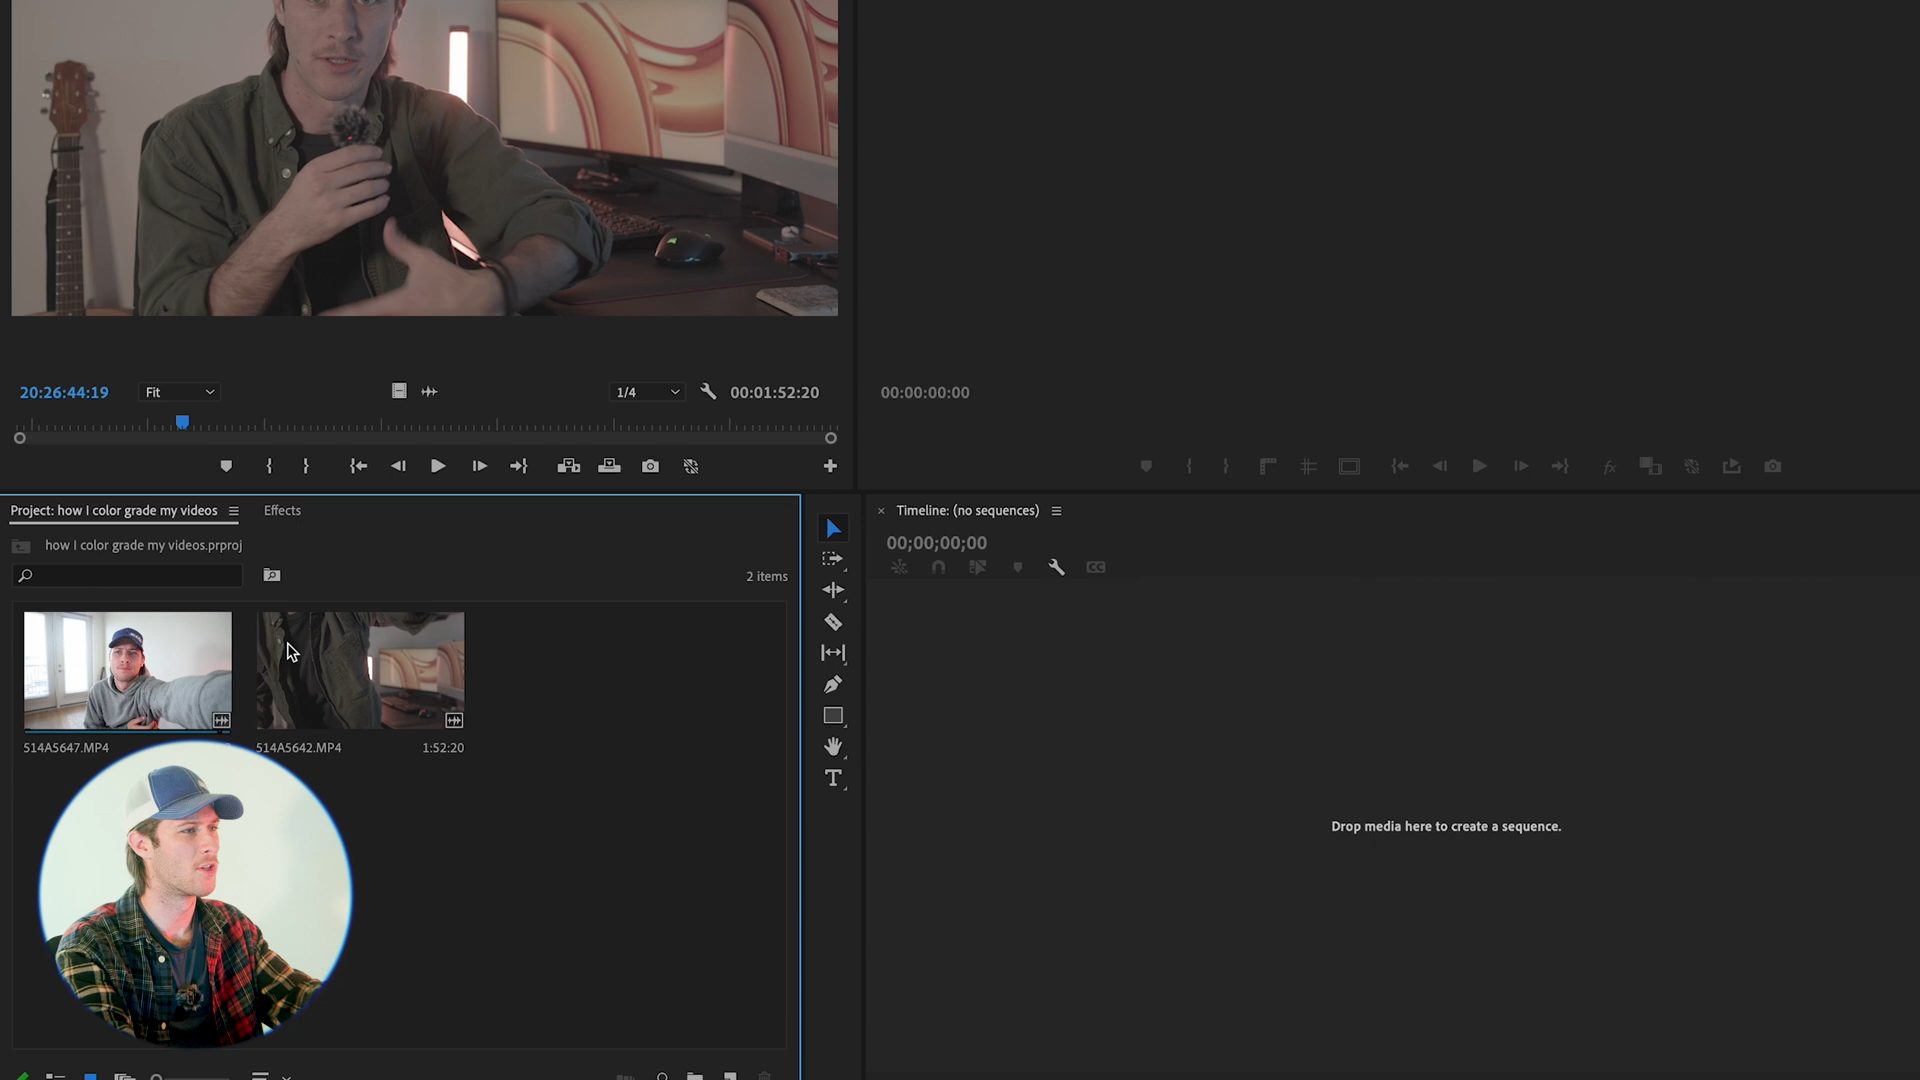 20:26:44:19
Fit
1/4
00:01:52:20
00:00:00:00
Project: how I color grade my videos
Effects
how I color grade my videos.prproj
2 items
514A5647.MP4
514A5642.MP4
1:52:20
Timeline: (no sequences)
00;00;00;00
Drop media here to create a sequence.